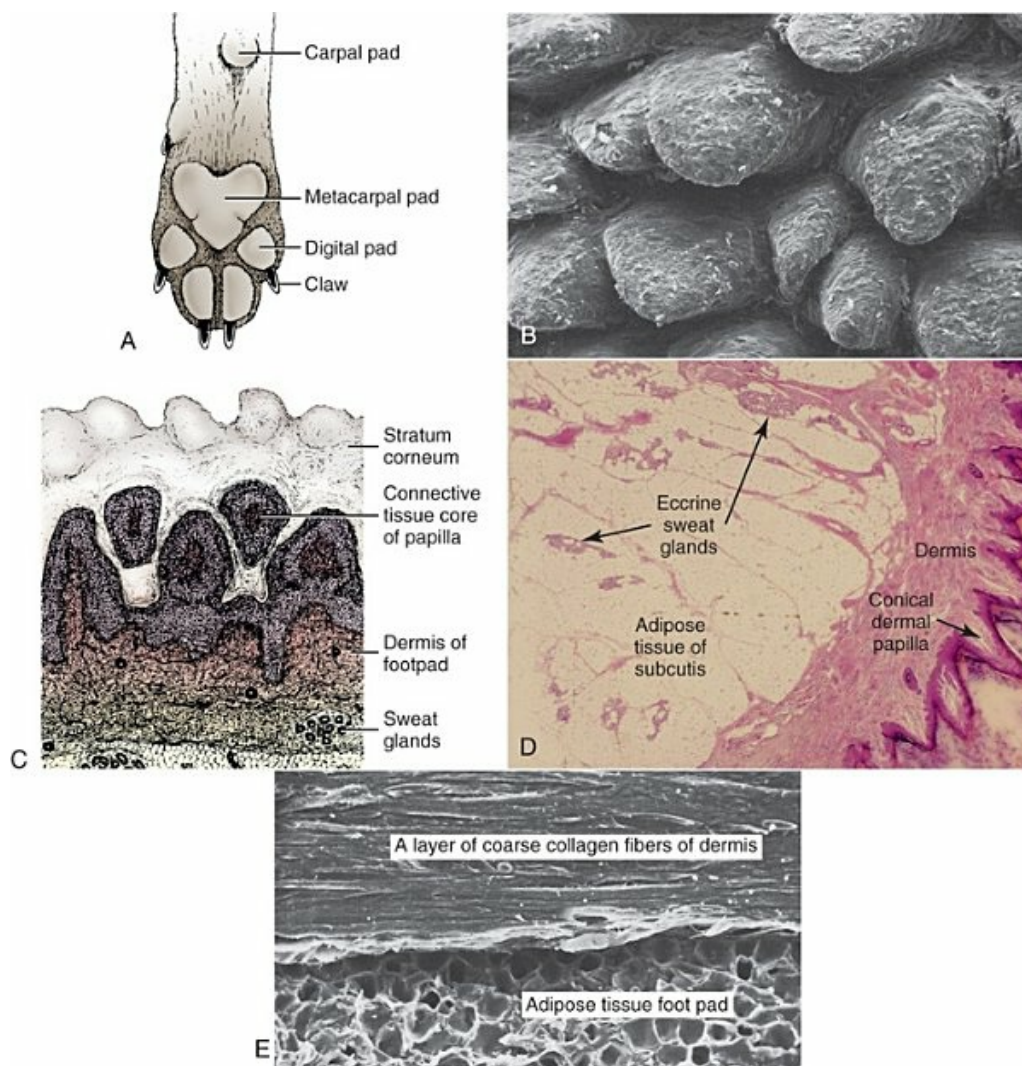 Carpal pad
Metacarpal pad
Digital pad
Claw
A
B
Stratum
corneum
Connective
tissue core
of papilla
Dermis of
footpad
Sweat
glands
C
Eccrine
sweat
glands
Dermis
Conical
dermal
papilla
Adipose
tissue of
subcutis
D
A layer of coarse collagen fibers of dermis
Adipose tissue foot pad
E